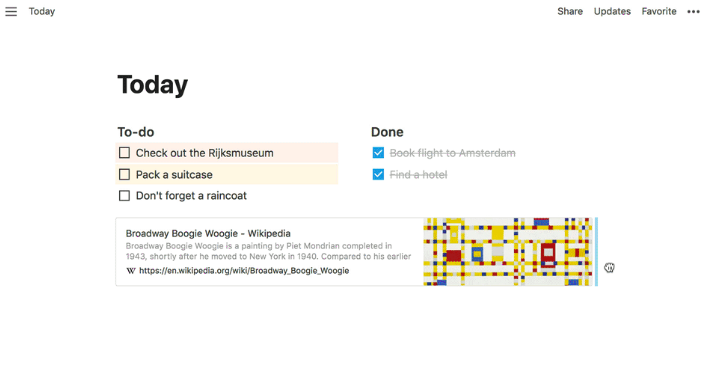 Today
Share Updates Favorite •••
Today
To-do
Check out the Rijksmuseum
Pack a suitcase
Don't forget a raincoat
Done
Book flight to Amsterdam
Find a hotel
Broadway Boogie Woogie - Wikipedia
Broadway Boogie Woogie is a painting by Piet Mondrian completed in
1943, shortly after he moved to New York in 1940. Compared to his earlier
W https://en.wikipedia.org/wiki/Broadway_Boogie_Woogie